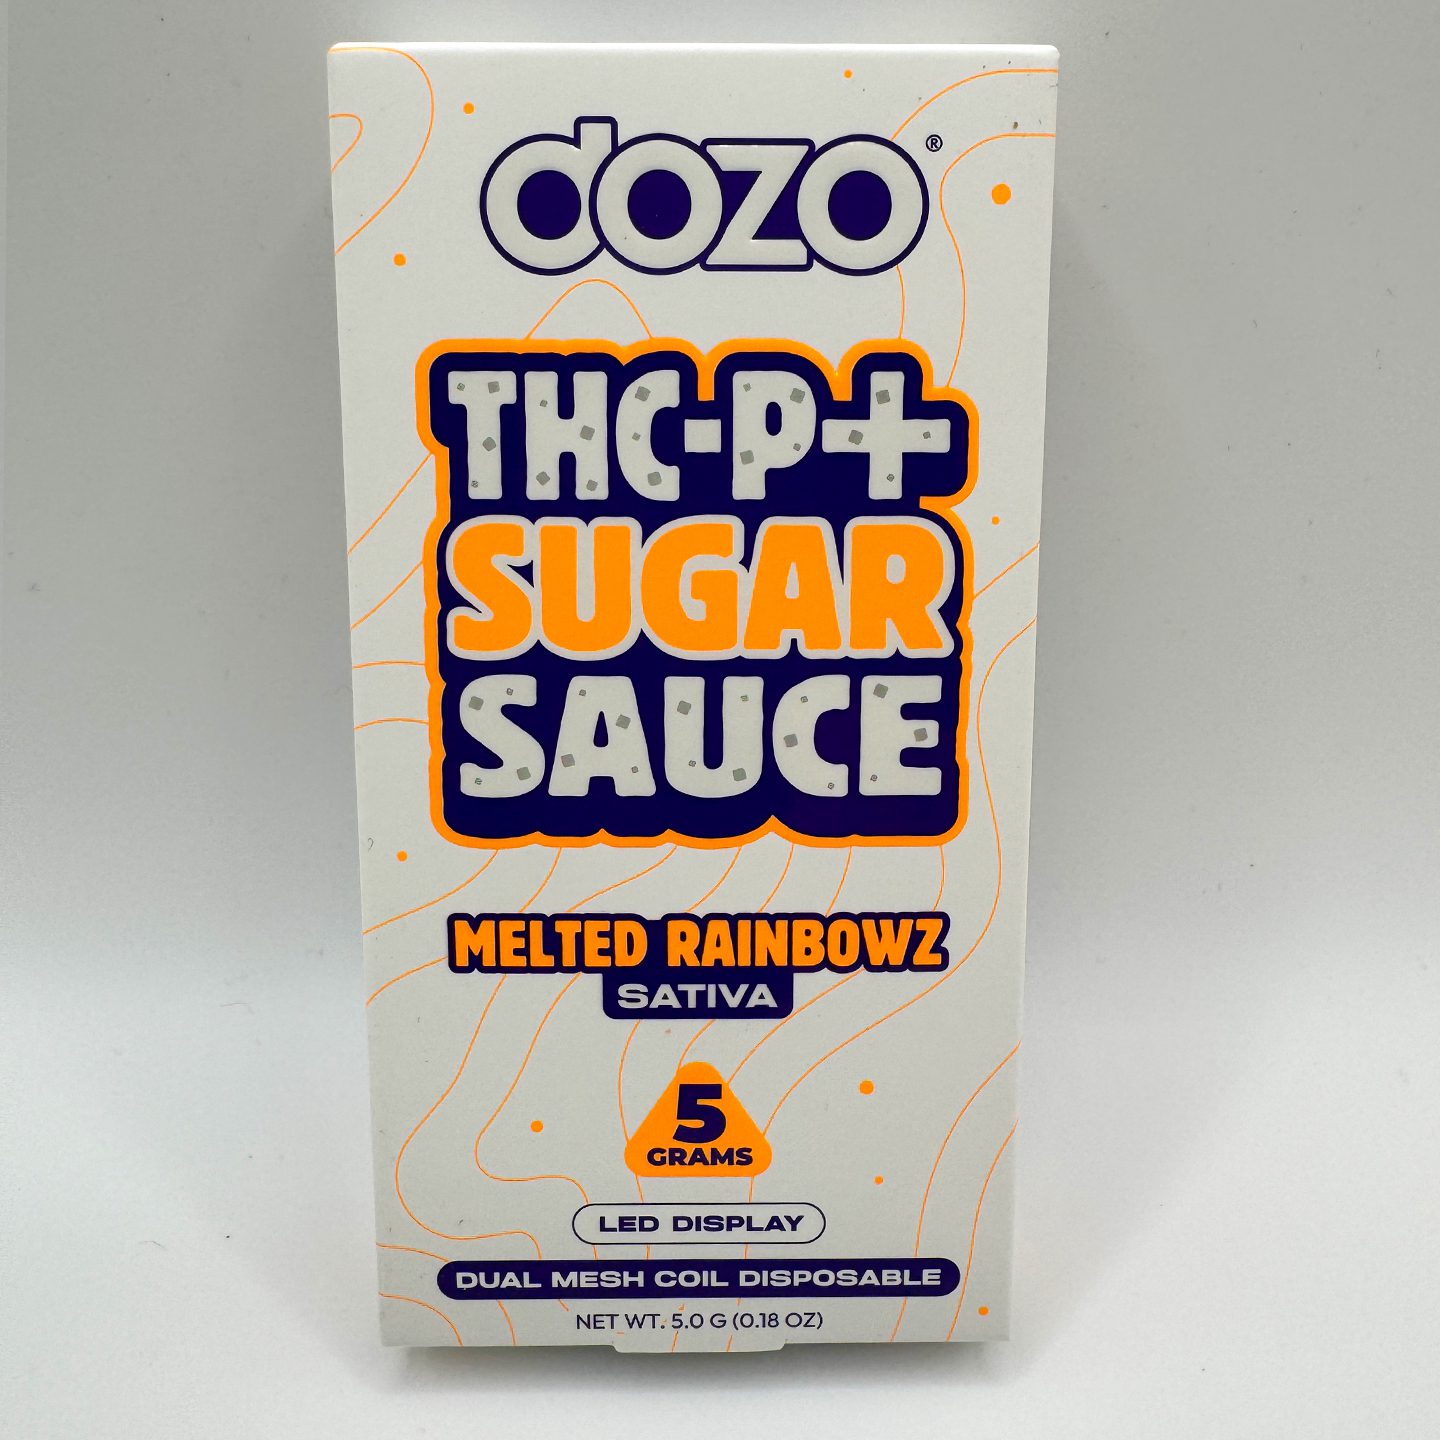 dozo®
THC-P+
SUGAR
SAUCE
MELTED RAINBOWZ
SATIVA
5
GRAMS
LED DISPLAY
DUAL MESH COIL DISPOSABLE
NET WT. 5.0 G (0.18 OZ)